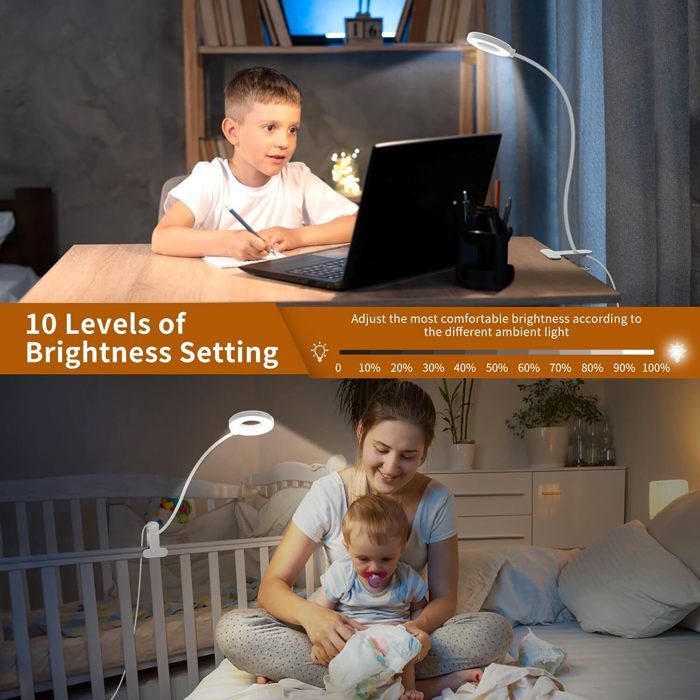 16
10 Levels of
Brightness Setting
Adjust the most comfortable brightness according to
the different ambient light
0 10% 20% 30% 40% 50% 60% 70% 80% 90% 100%